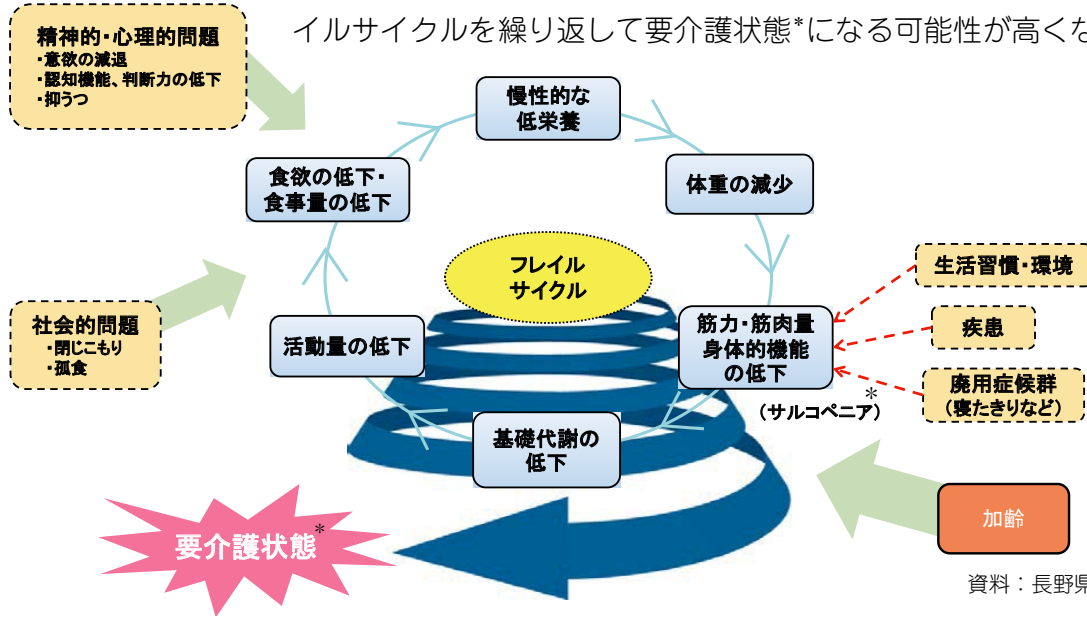 イルサイクルを繰り返して要介護状態*になる可能性が高くな
精神的・心理的問題
・意欲の減退
・認知機能、判断力の低下
・抑うつ
慢性的な
低栄養
食欲の低下・
食事量の低下
体重の減少
フレイル
サイクル
生活習慣・環境
社会的問題
・閉じこもり
・孤食
活動量の低下
筋力・筋肉量
身体的機能
の低下
疾患
廃用症候群
(寝たきりなど)
(サルコペニア)*
基礎代謝の
低下
加齢
要介護状態*
資料:長野県